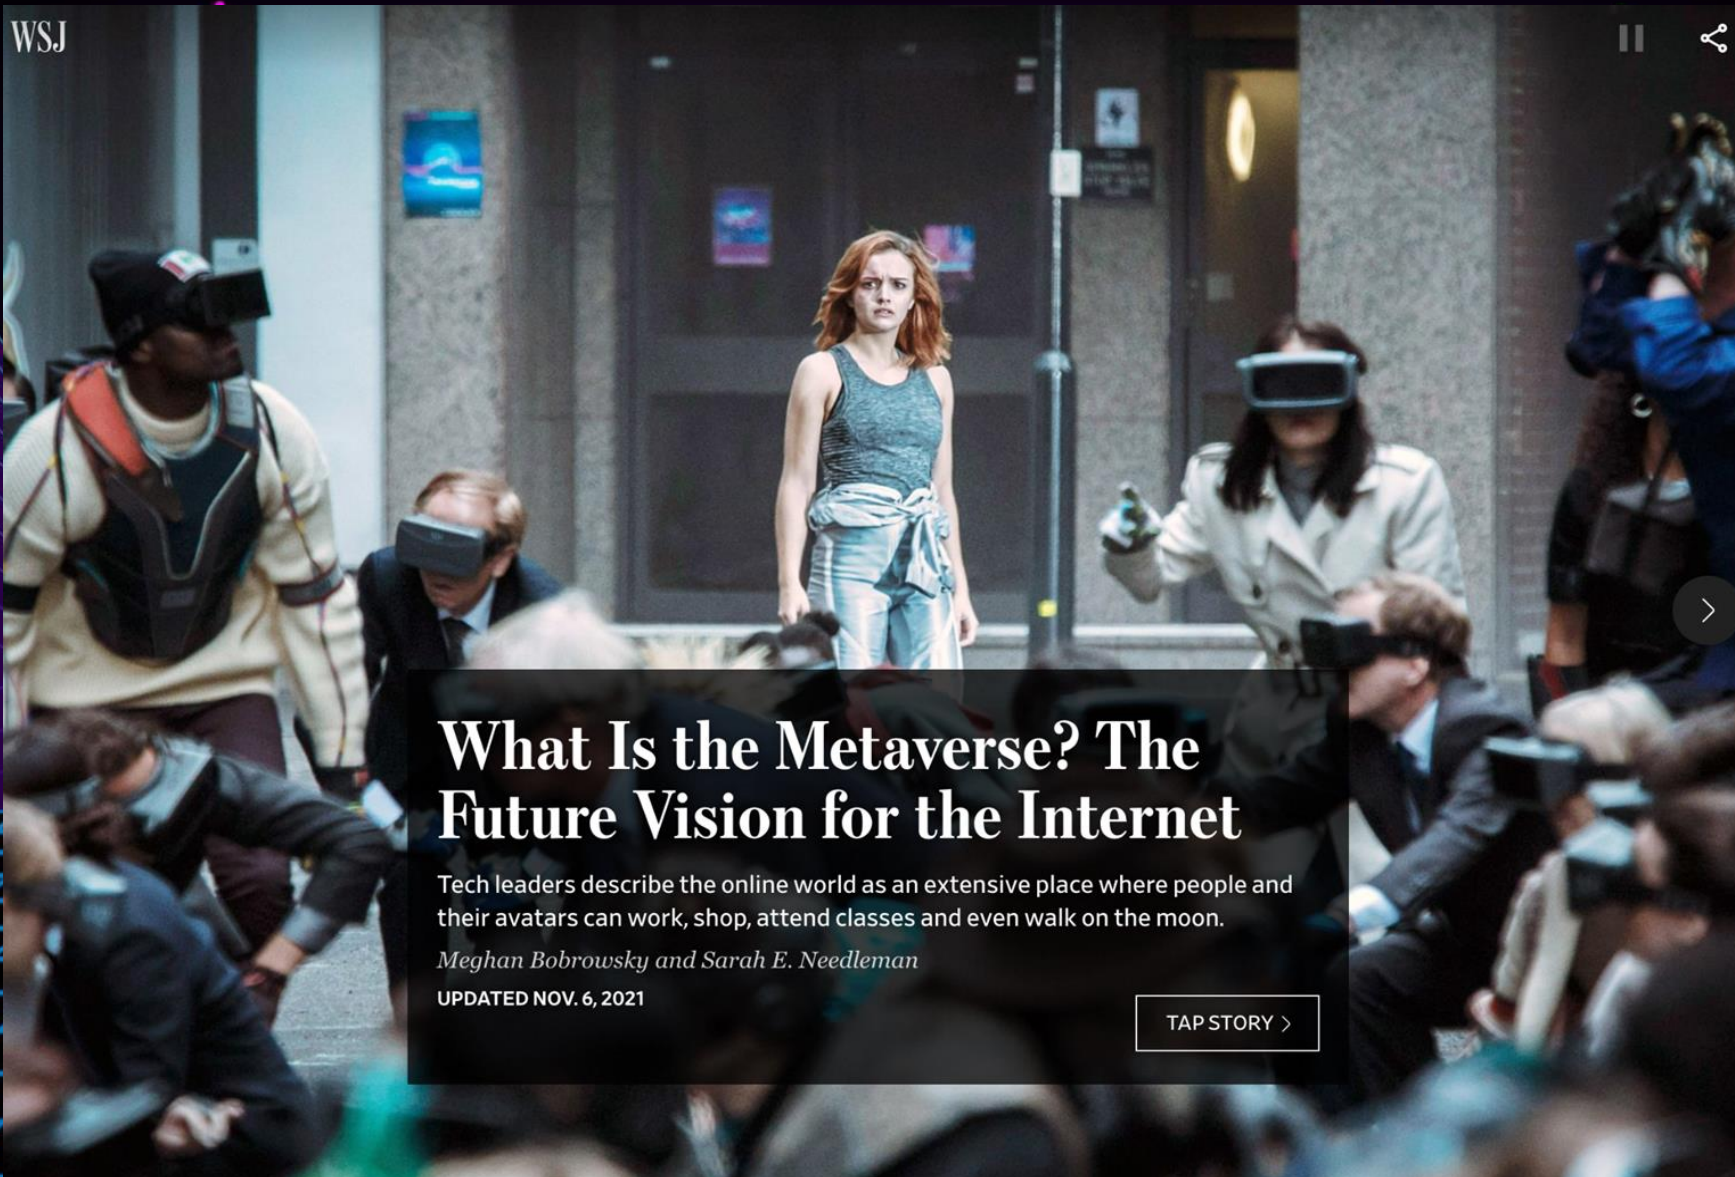 WSJ
What Is the Metaverse? The
Future Vision for the Internet
Tech leaders describe the online world as an extensive place where people and
their avatars can work, shop, attend classes and even walk on the moon.
Meghan Bobrowsky and Sarah E. Needleman
UPDATED NOV. 6, 2021
TAP STORY >